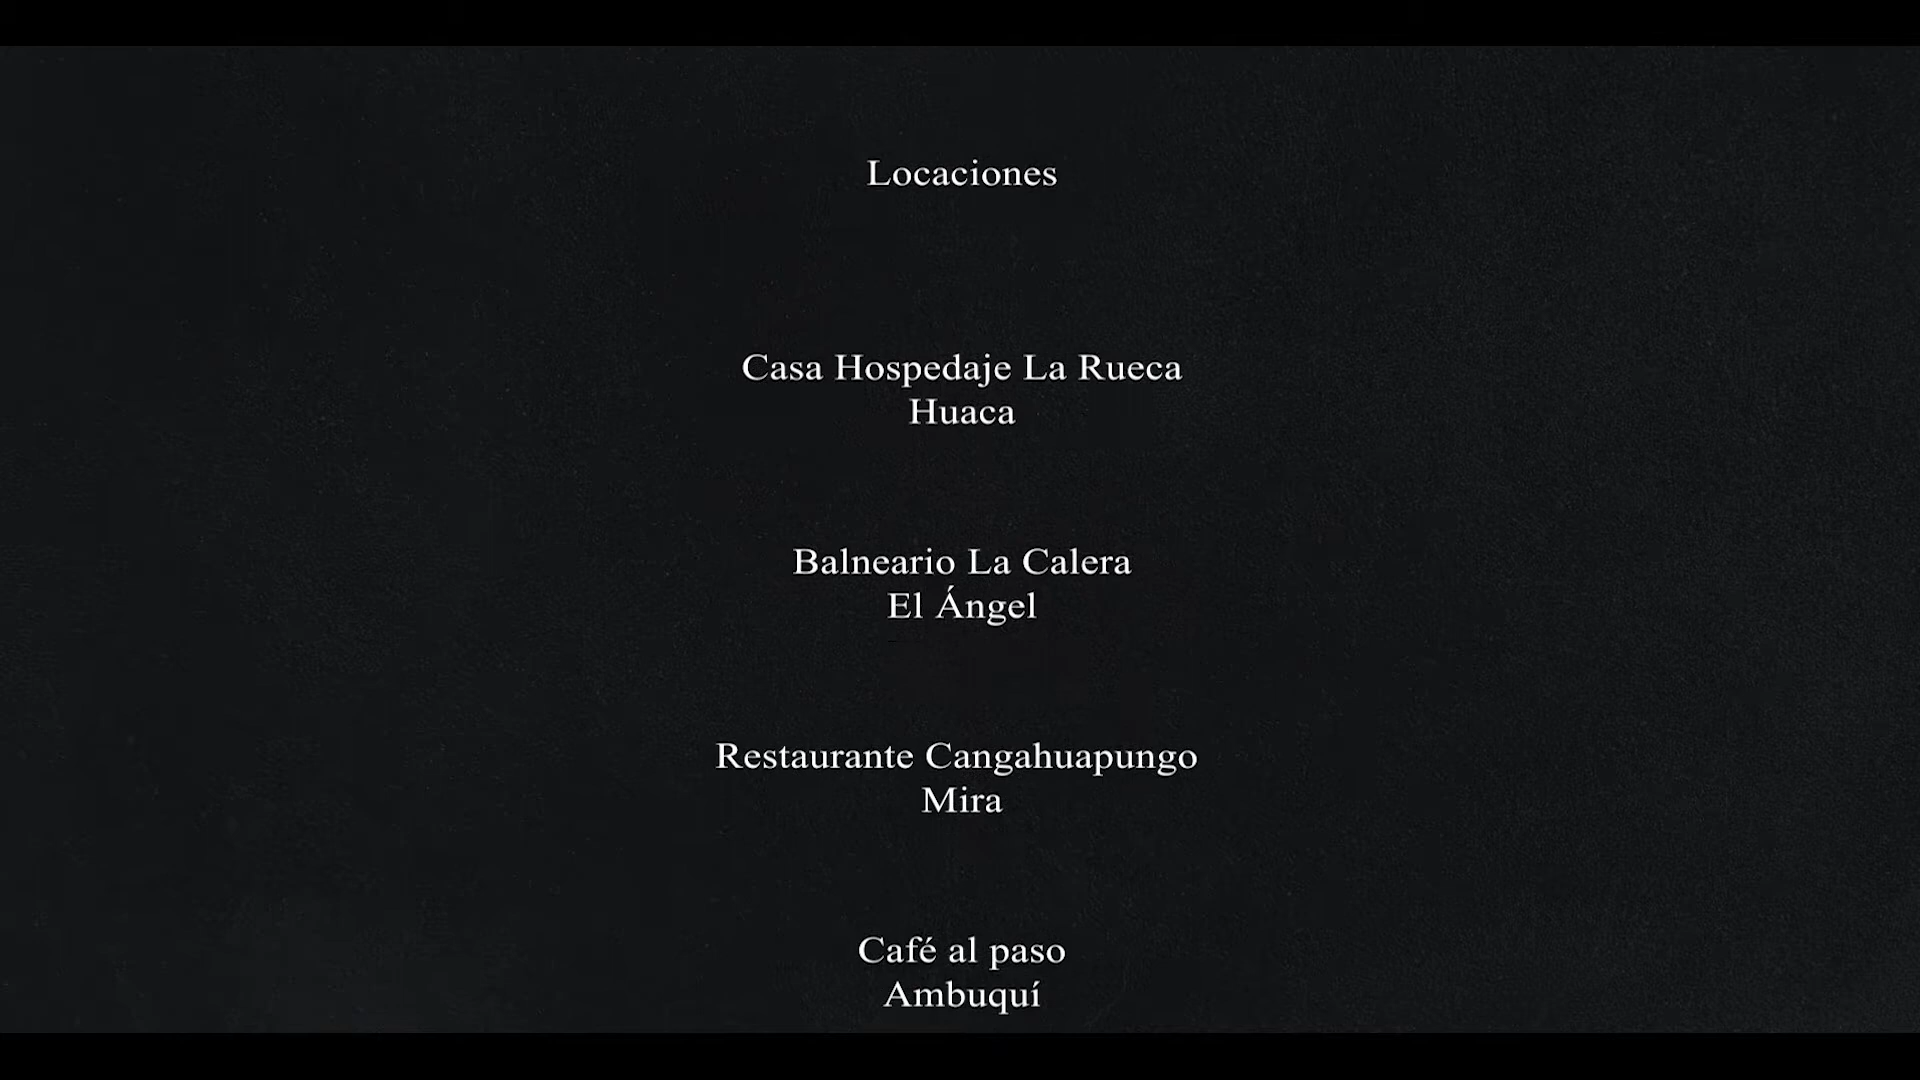 Locaciones
Casa Hospedaje La Rueca
Huaca
Balneario La Calera
El Ángel
Restaurante Cangahuapungo
Mira
Café al paso
Ambuquí